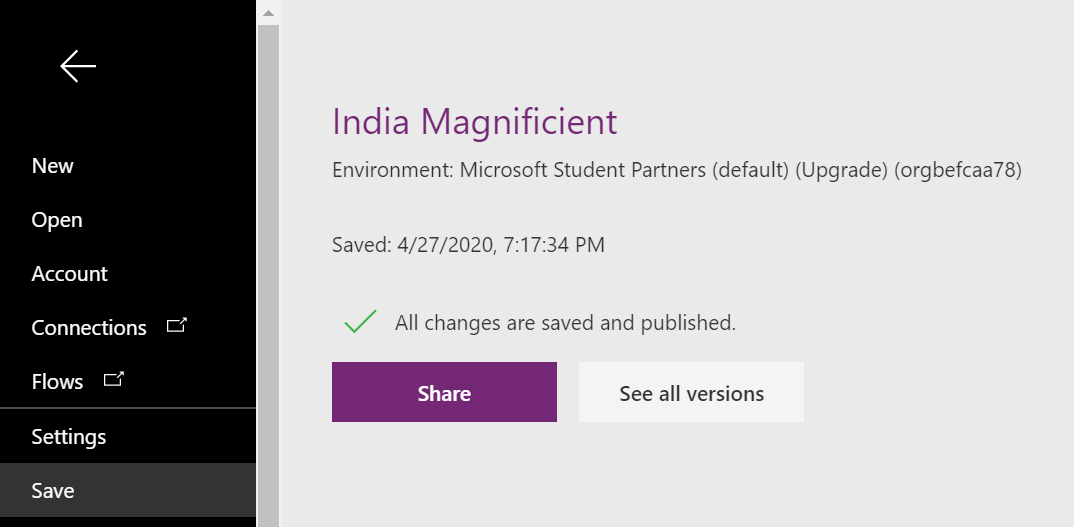 New
Open
Account
Connections
Flows
Settings
Save
India Magnificient
Environment: Microsoft Student Partners (default) (Upgrade) (orgbefcaa78)
Saved: 4/27/2020, 7:17:34 PM
All changes are saved and published.
Share
See all versions